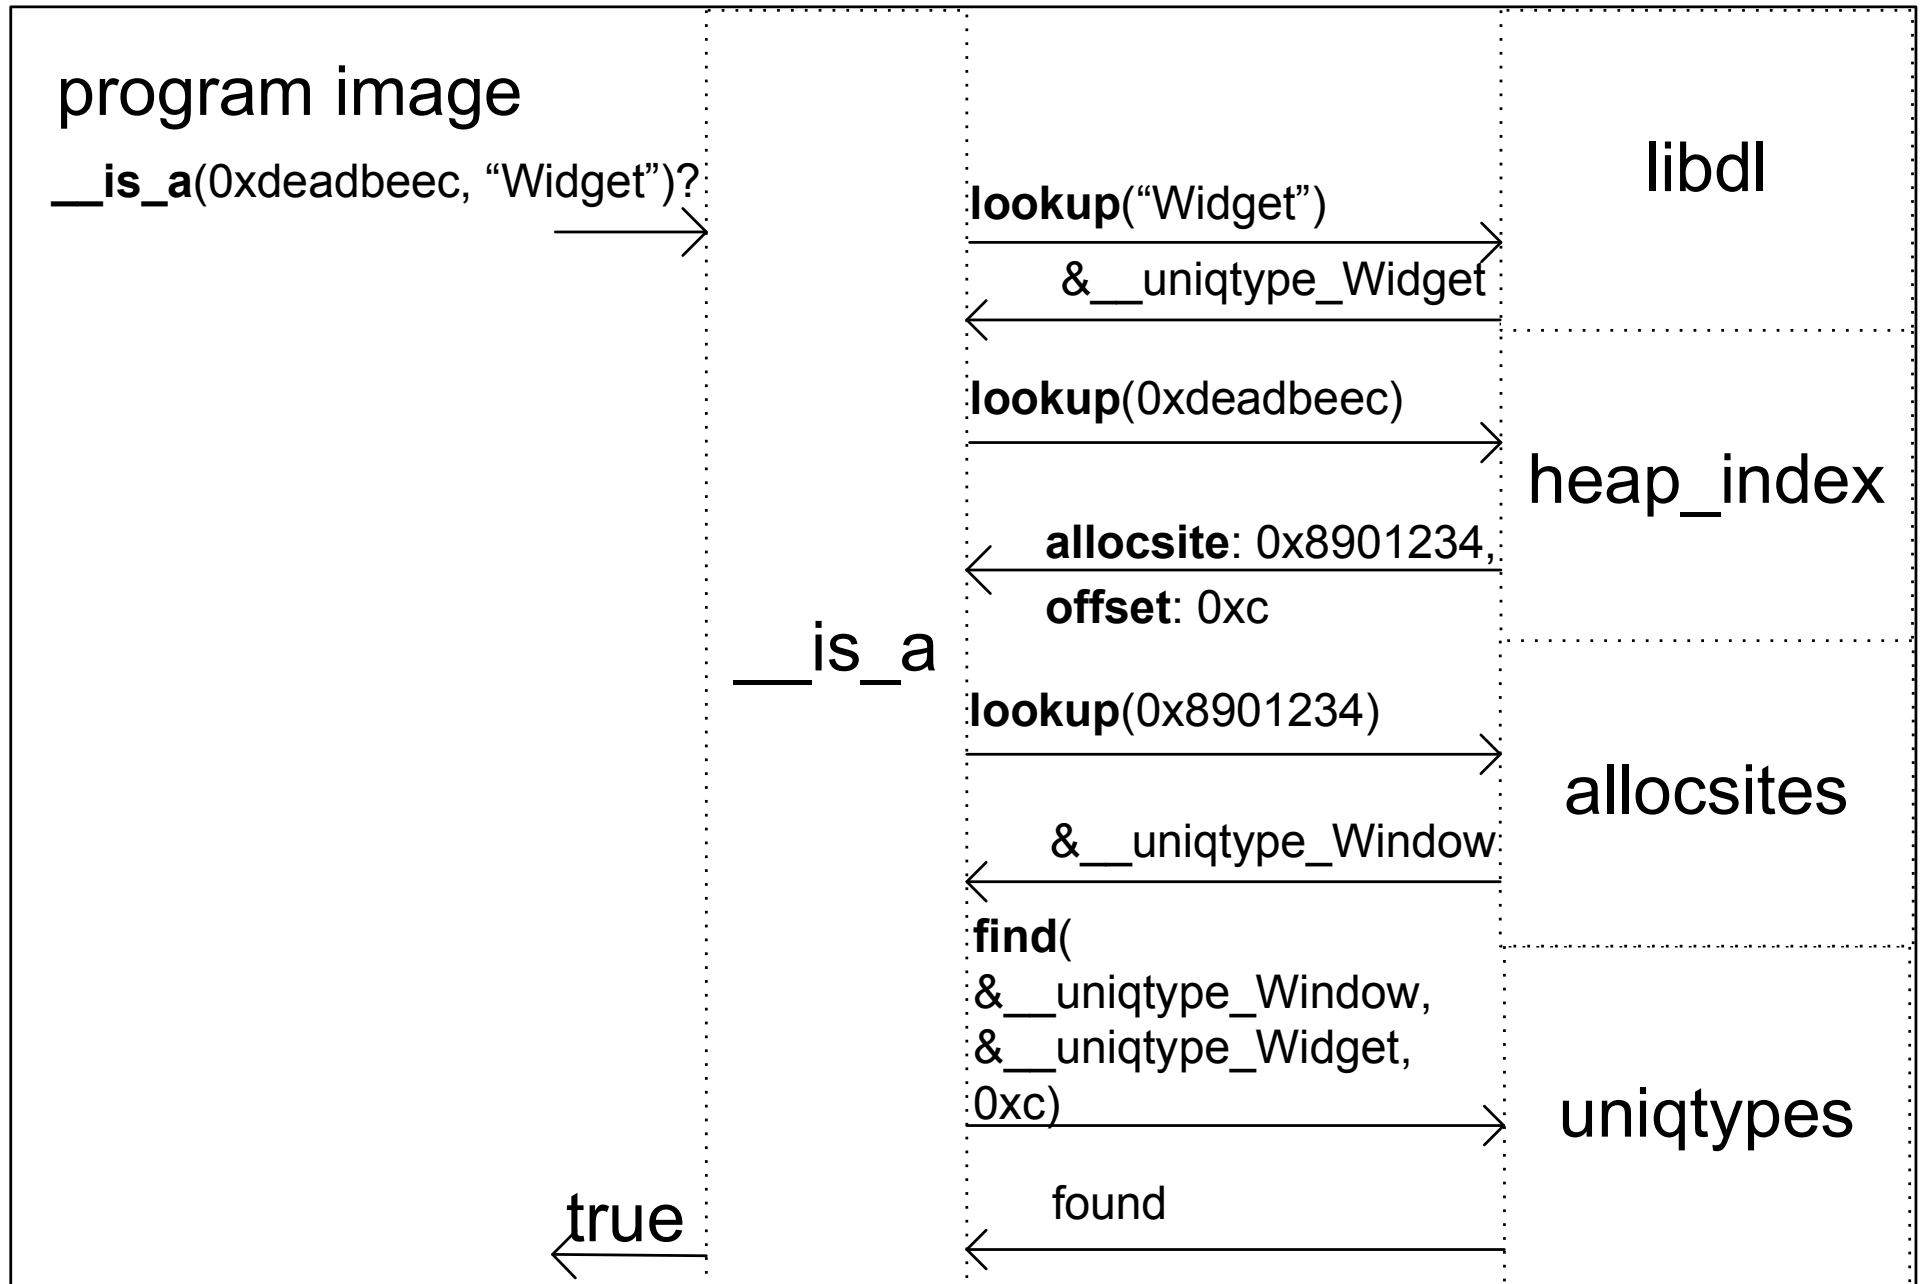 program image
__is_a(0xdeadbeec, “Widget”)?
libdl
lookup(“Widget”)
&__uniqtype_Widget
lookup(0xdeadbeec)
heap_index
allocsite: 0x8901234,
offset: 0xc
__is_a
lookup(0x8901234)
allocsites
&__uniqtype_Window
find(
&__uniqtype_Window,
&__uniqtype_Widget,
0xc)
uniqtypes
found
true